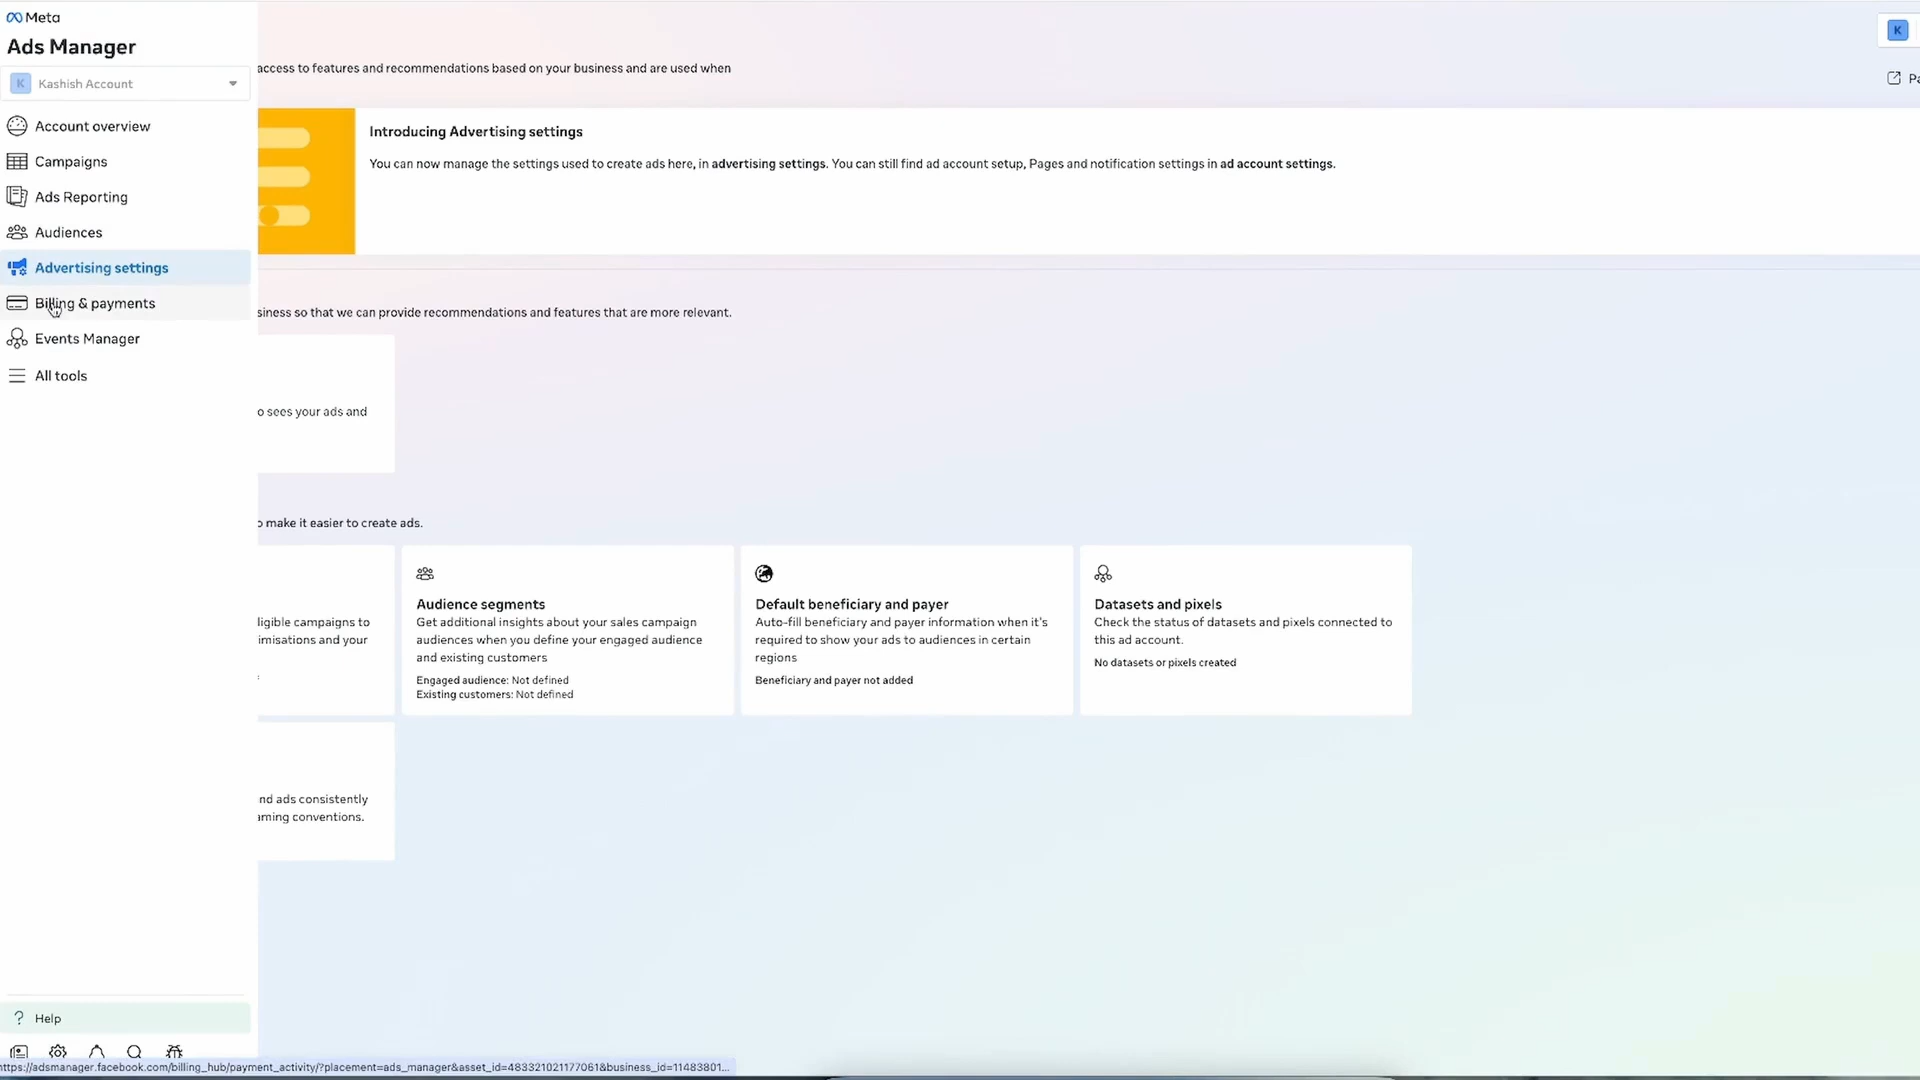 Meta
Ads Manager
K
Kashish Account
Account overview
Campaigns
Ads Reporting
Audiences
Advertising settings
Billing & payments
Events Manager
All tools
Help
K
access to features and recommendations based on your business and are used when
Introducing Advertising settings
You can now manage the settings used to create ads here, in advertising settings. You can still find ad account setup, Pages and notification settings in ad account settings.
siness so that we can provide recommendations and features that are more relevant.
o sees your ads and
o make it easier to create ads.
ligible campaigns to
imisations and your
Audience segments
Get additional insights about your sales campaign
audiences when you define your engaged audience
and existing customers
Engaged audience: Not defined
Existing customers: Not defined
Default beneficiary and payer
Auto-fill beneficiary and payer information when it's
required to show your ads to audiences in certain
regions
Beneficiary and payer not added
Datasets and pixels
Check the status of datasets and pixels connected to
this ad account.
No datasets or pixels created
nd ads consistently
aming conventions.
https://adsmanager.facebook.com/billing_hub/payment_activity/?placement=ads_manager&asset_id=483321021177061&business_id=11483801...